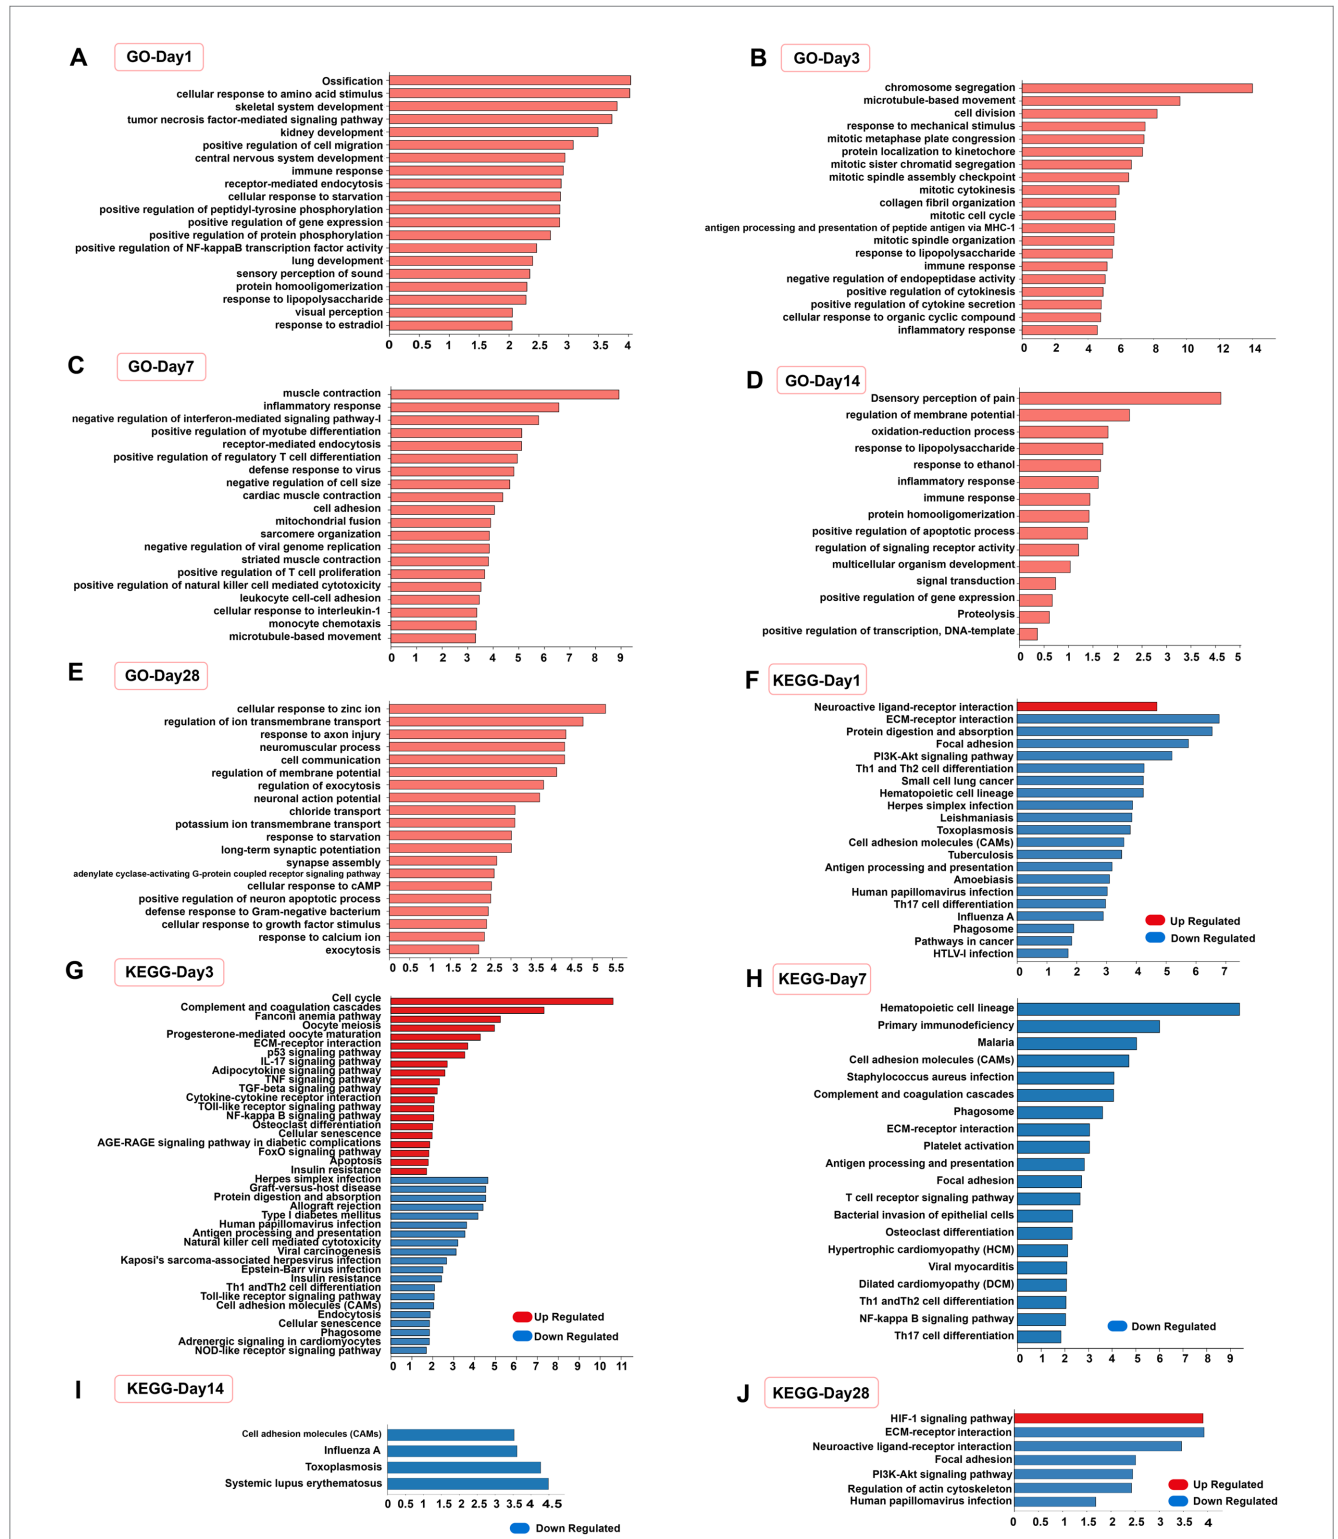 A
GO-Day1
Ossification
cellular response to amino acid stimulus
skeletal system development
tumor necrosis factor-mediated signaling pathway
kidney development
positive regulation of cell migration
central nervous system development
immune response
receptor-mediated endocytosis
cellular response to starvation
positive regulation of peptidyl-tyrosine phosphorylation
positive regulation of gene expression
positive regulation of protein phosphorylation
positive regulation of NF-kappaB transcription factor activity
lung development
sensory perception of sound
protein homooligomerization
response to lipopolysaccharide
visual perception
response to estradiol
0 0.5 1 1.5 2 2.5 3 3.5 4
B
GO-Day3
chromosome segregation
microtubule-based movement
cell division
response to mechanical stimulus
mitotic metaphase plate congression
protein localization to kinetochore
mitotic sister chromatid segregation
mitotic spindle assembly checkpoint
mitotic cytokinesis
collagen fibril organization
mitotic cell cycle
antigen processing and presentation of peptide antigen via MHC-1
mitotic spindle organization
response to lipopolysaccharide
immune response
negative regulation of endopeptidase activity
positive regulation of cytokinesis
positive regulation of cytokine secretion
cellular response to organic cyclic compound
inflammatory response
0 2 4 6 8 10 12 14
C
GO-Day7
muscle contraction
inflammatory response
negative regulation of interferon-mediated signaling pathway-I
positive regulation of myotube differentiation
receptor-mediated endocytosis
positive regulation of regulatory T cell differentiation
defense response to virus
negative regulation of cell size
cardiac muscle contraction
cell adhesion
mitochondrial fusion
sarcomere organization
negative regulation of viral genome replication
striated muscle contraction
positive regulation of T cell proliferation
positive regulation of natural killer cell mediated cytotoxicity
leukocyte cell-cell adhesion
cellular response to interleukin-1
monocyte chemotaxis
microtubule-based movement
0 1 2 3 4 5 6 7 8 9
D
GO-Day14
Dsensory perception of pain
regulation of membrane potential
oxidation-reduction process
response to lipopolysaccharide
response to ethanol
inflammatory response
immune response
protein homooligomerization
positive regulation of apoptotic process
regulation of signaling receptor activity
multicellular organism development
signal transduction
positive regulation of gene expression
Proteolysis
positive regulation of transcription, DNA-template
0 0.5 1 1.5 2 2.5 3 3.5 4 4.5 5
E
GO-Day28
cellular response to zinc ion
regulation of ion transmembrane transport
response to axon injury
neuromuscular process
cell communication
regulation of membrane potential
regulation of exocytosis
neuronal action potential
chloride transport
potassium ion transmembrane transport
response to starvation
long-term synaptic potentiation
synapse assembly
adenylate cyclase-activating G-protein coupled receptor signaling pathway
cellular response to cAMP
positive regulation of neuron apoptotic process
defense response to Gram-negative bacterium
cellular response to growth factor stimulus
response to calcium ion
exocytosis
0 0.5 1 1.5 2 2.5 3 3.5 4 4.5 5 5.5
F
KEGG-Day1
Neuroactive ligand-receptor interaction
ECM-receptor interaction
Protein digestion and absorption
Focal adhesion
PI3K-Akt signaling pathway
Th1 and Th2 cell differentiation
Small cell lung cancer
Hematopoietic cell lineage
Herpes simplex infection
Leishmaniasis
Toxoplasmosis
Cell adhesion molecules (CAMs)
Tuberculosis
Antigen processing and presentation
Amoebiasis
Human papillomavirus infection
Th17 cell differentiation
Influenza A
Phagosome
Pathways in cancer
HTLV-I infection
Up Regulated
Down Regulated
0 1 2 3 4 5 6 7
G
KEGG-Day3
Cell cycle
Complement and coagulation cascades
Fanconi anemia pathway
Oocyte meiosis
Progesterone-mediated oocyte maturation
ECM-receptor interaction
p53 signaling pathway
IL-17 signaling pathway
Adipocytokine signaling pathway
TNF signaling pathway
TGF-beta signaling pathway
Cytokine-cytokine receptor interaction
TOll-like receptor signaling pathway
NF-kappa B signaling pathway
Osteoclast differentiation
Cellular senescence
AGE-RAGE signaling pathway in diabetic complications
FoxO signaling pathway
Apoptosis
Insulin resistance
Herpes simplex infection
Graft-versus-host disease
Protein digestion and absorption
Allograft rejection
Type I diabetes mellitus
Human papillomavirus infection
Antigen processing and presentation
Natural killer cell mediated cytotoxicity
Viral carcinogenesis
Kaposi's sarcoma-associated herpesvirus infection
Epstein-Barr virus infection
Insulin resistance
Th1 andTh2 cell differentiation
Toll-like receptor signaling pathway
Cell adhesion molecules (CAMs)
Endocytosis
Cellular senescence
Phagosome
Adrenergic signaling in cardiomyocytes
NOD-like receptor signaling pathway
Up Regulated
Down Regulated
0 1 2 3 4 5 6 7 8 9 10 11
H
KEGG-Day7
Hematopoietic cell lineage
Primary immunodeficiency
Malaria
Cell adhesion molecules (CAMs)
Staphylococcus aureus infection
Complement and coagulation cascades
Phagosome
ECM-receptor interaction
Platelet activation
Antigen processing and presentation
Focal adhesion
T cell receptor signaling pathway
Bacterial invasion of epithelial cells
Osteoclast differentiation
Hypertrophic cardiomyopathy (HCM)
Viral myocarditis
Dilated cardiomyopathy (DCM)
Th1 andTh2 cell differentiation
NF-kappa B signaling pathway
Th17 cell differentiation
Down Regulated
0 1 2 3 4 5 6 7 8 9
I
KEGG-Day14
Cell adhesion molecules (CAMs)
Influenza A
Toxoplasmosis
Systemic lupus erythematosus
0 0.5 1 1.5 2 2.5 3 3.5 4 4.5
Down Regulated
J
KEGG-Day28
HIF-1 signaling pathway
ECM-receptor interaction
Neuroactive ligand-receptor interaction
Focal adhesion
PI3K-Akt signaling pathway
Regulation of actin cytoskeleton
Human papillomavirus infection
Up Regulated
Down Regulated
0 0.5 1 1.5 2 2.5 3 3.5 4